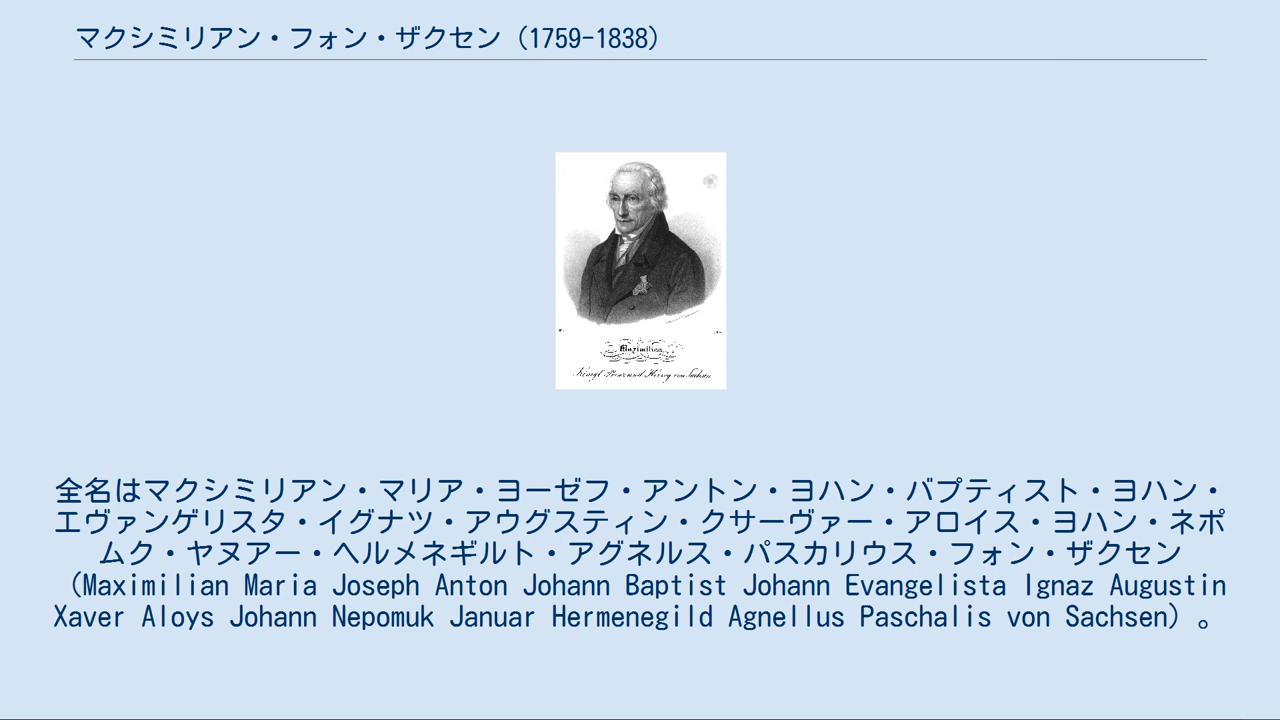 マクシミリアン・フォン・ザクセン（1759-1838）
Maximilian
Königl. Prinz und Herzog von Sachsen
全名はマクシミリアン・マリア・ヨーゼフ・アントン・ヨハン・バプティスト・ヨハン・
エヴァンゲリスタ・イグナツ・アウグスティン・クサーヴァー・アロイス・ヨハン・ネポ
ムク・ヤヌアー・ヘルメネギルト・アグネルス・パスカリウス・フォン・ザクセン
（Maximilian Maria Joseph Anton Johann Baptist Johann Evangelista Ignaz Augustin
Xaver Aloys Johann Nepomuk Januar Hermenegild Agnellus Paschalis von Sachsen）。